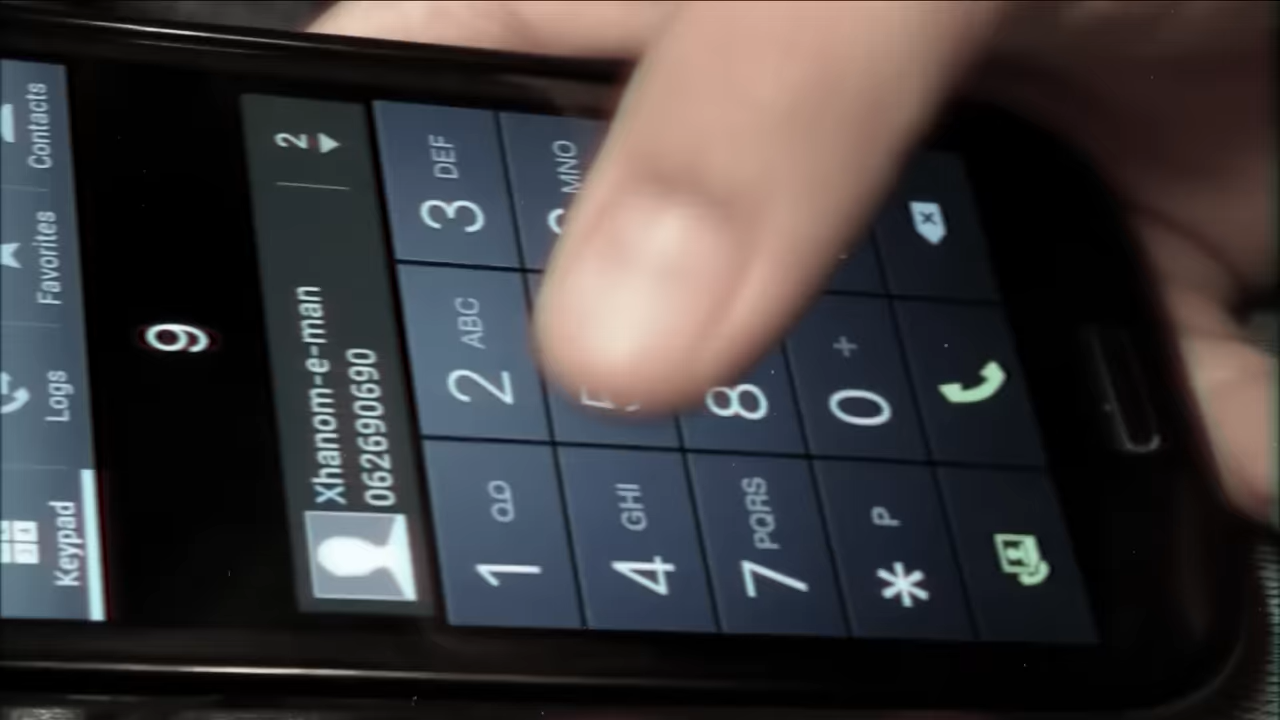 Keypad Logs Favorites Contacts
9
Xhanom-e-man
062690690
2
1 2 ABC 3 DEF
4 GHI MNO
7 PQRS 8
* P 0 +